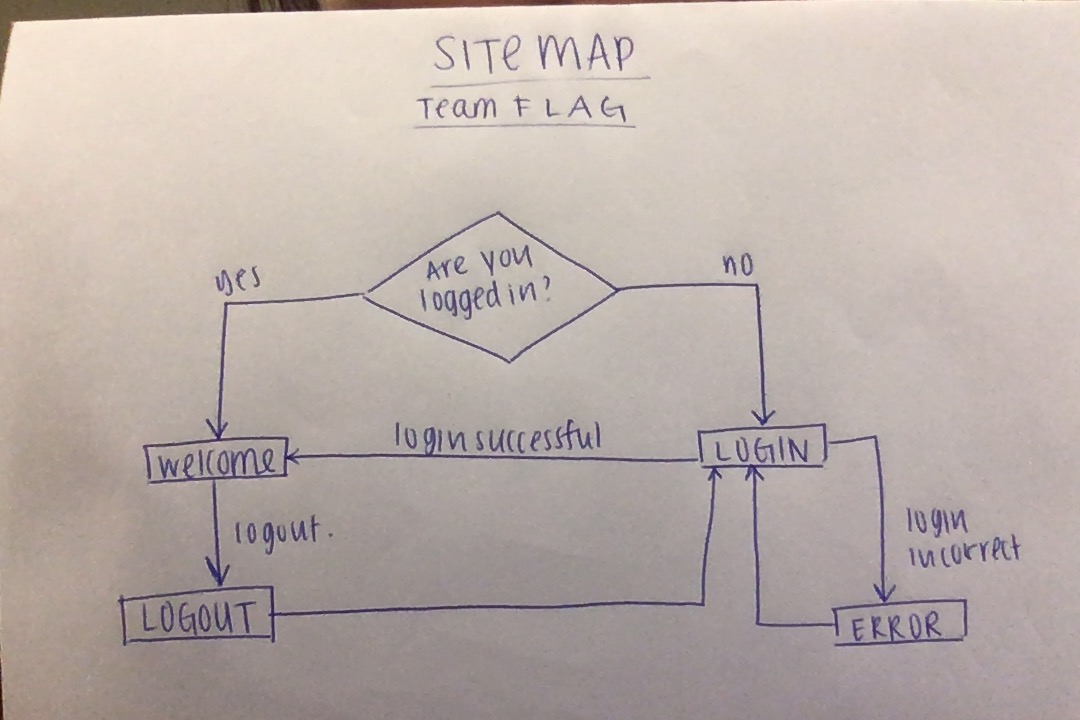 SITE MAP
Team FLAG
Are you
logged in?
yes
no
login successful
welcome
LOGIN
logout.
login
incorrect
LOGOUT
ERROR